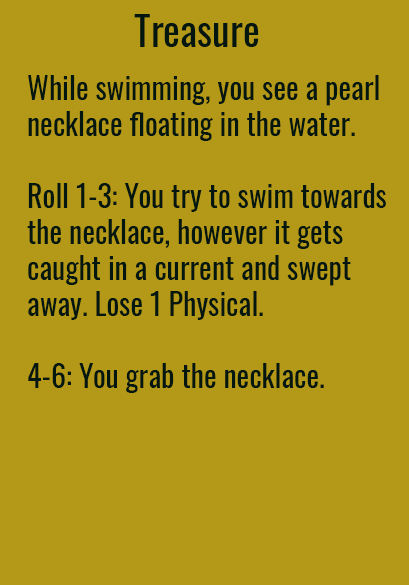 Treasure
While swimming, you see a pearl
necklace floating in the water.
Roll 1-3: You try to swim towards
the necklace, however it gets
caught in a current and swept
away. Lose 1 Physical.
4-6: You grab the necklace.